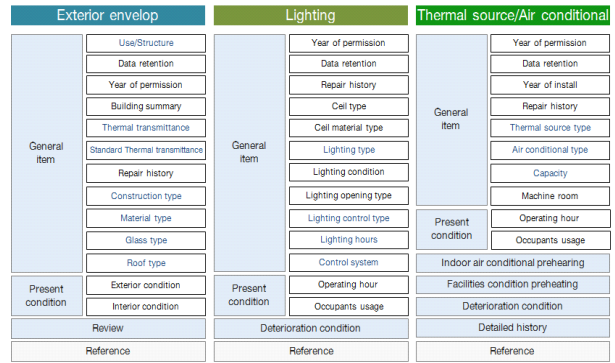 Exterior envelop
General
item
Use/Structure
Data retention
Year of permission
Building summary
Thermal transmittance
Standard Thermal transmittance
Repair history
Construction type
Material type
Glass type
Roof type
Present
condition
Exterior condition
Interior condition
Review
Reference
Lighting
General
item
Year of permission
Data retention
Repair history
Cell type
Ceil material type
Lighting type
Lighting condition
Lighting opening type
Lighting control type
Lighting hours
Control system
Present
condition
Operating hour
Occupants usage
Deterioration condition
Reference
Thermal source/Air conditional
General
item
Year of permission
Data retention
Year of install
Repair history
Thermal source type
Air conditional type
Capacity
Machine room
Present
condition
Operating hour
Occupants usage
Indoor air conditional prehearing
Facilities condition preheating
Deterioration condition
Detailed history
Reference